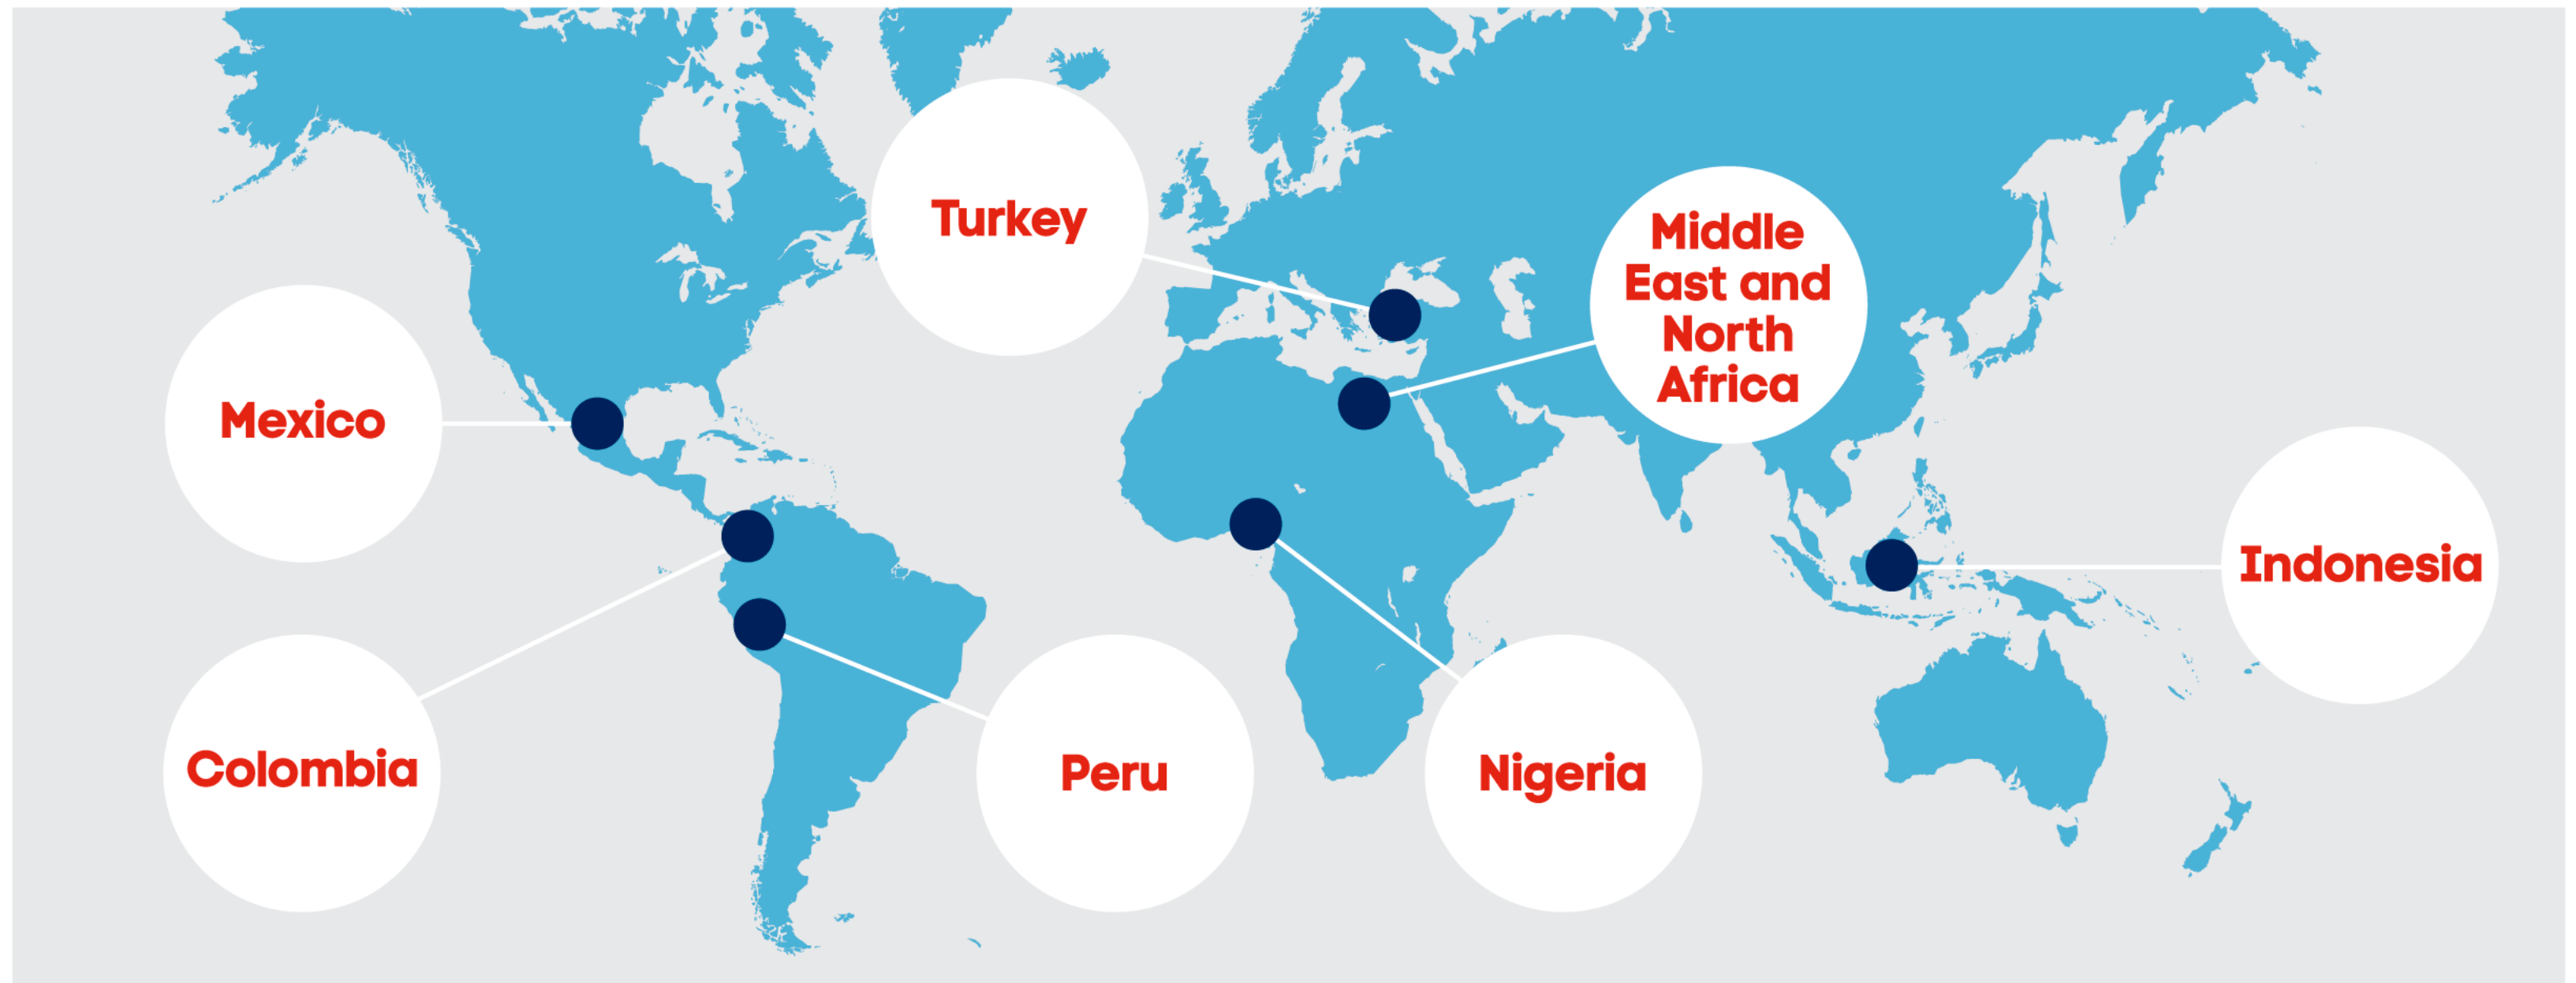 Turkey
Middle
East and
North
Africa
Mexico
Indonesia
Colombia
Peru
Nigeria